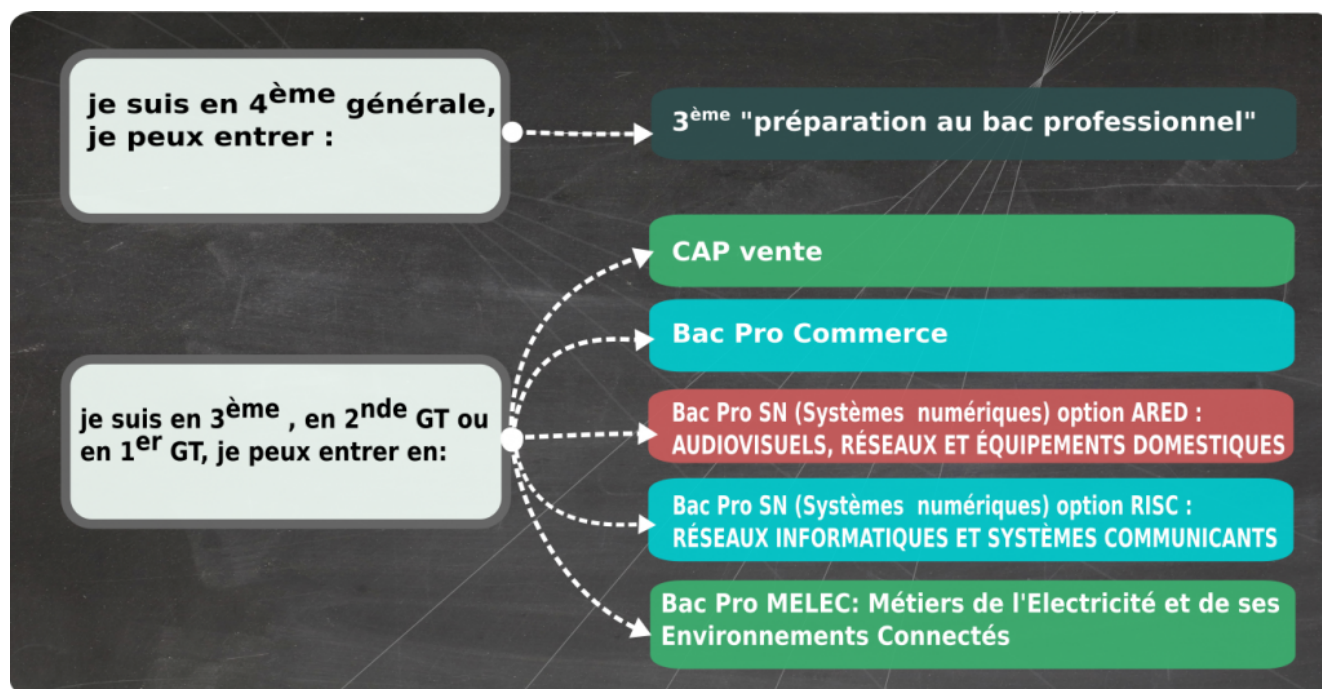 je suis en 4ème générale,
je peux entrer :
3ème "préparation au bac professionnel"
CAP vente
Bac Pro Commerce
je suis en 3ème , en 2nde GT ou
en 1er GT, je peux entrer en:
Bac Pro SN (Systèmes  numériques) option ARED :
AUDIOVISUELS, RÉSEAUX ET ÉQUIPEMENTS DOMESTIQUES
Bac Pro SN (Systèmes  numériques) option RISC :
RÉSEAUX INFORMATIQUES ET SYSTÈMES COMMUNICANTS
Bac Pro MELEC: Métiers de l'Electricité et de ses
Environnements Connectés